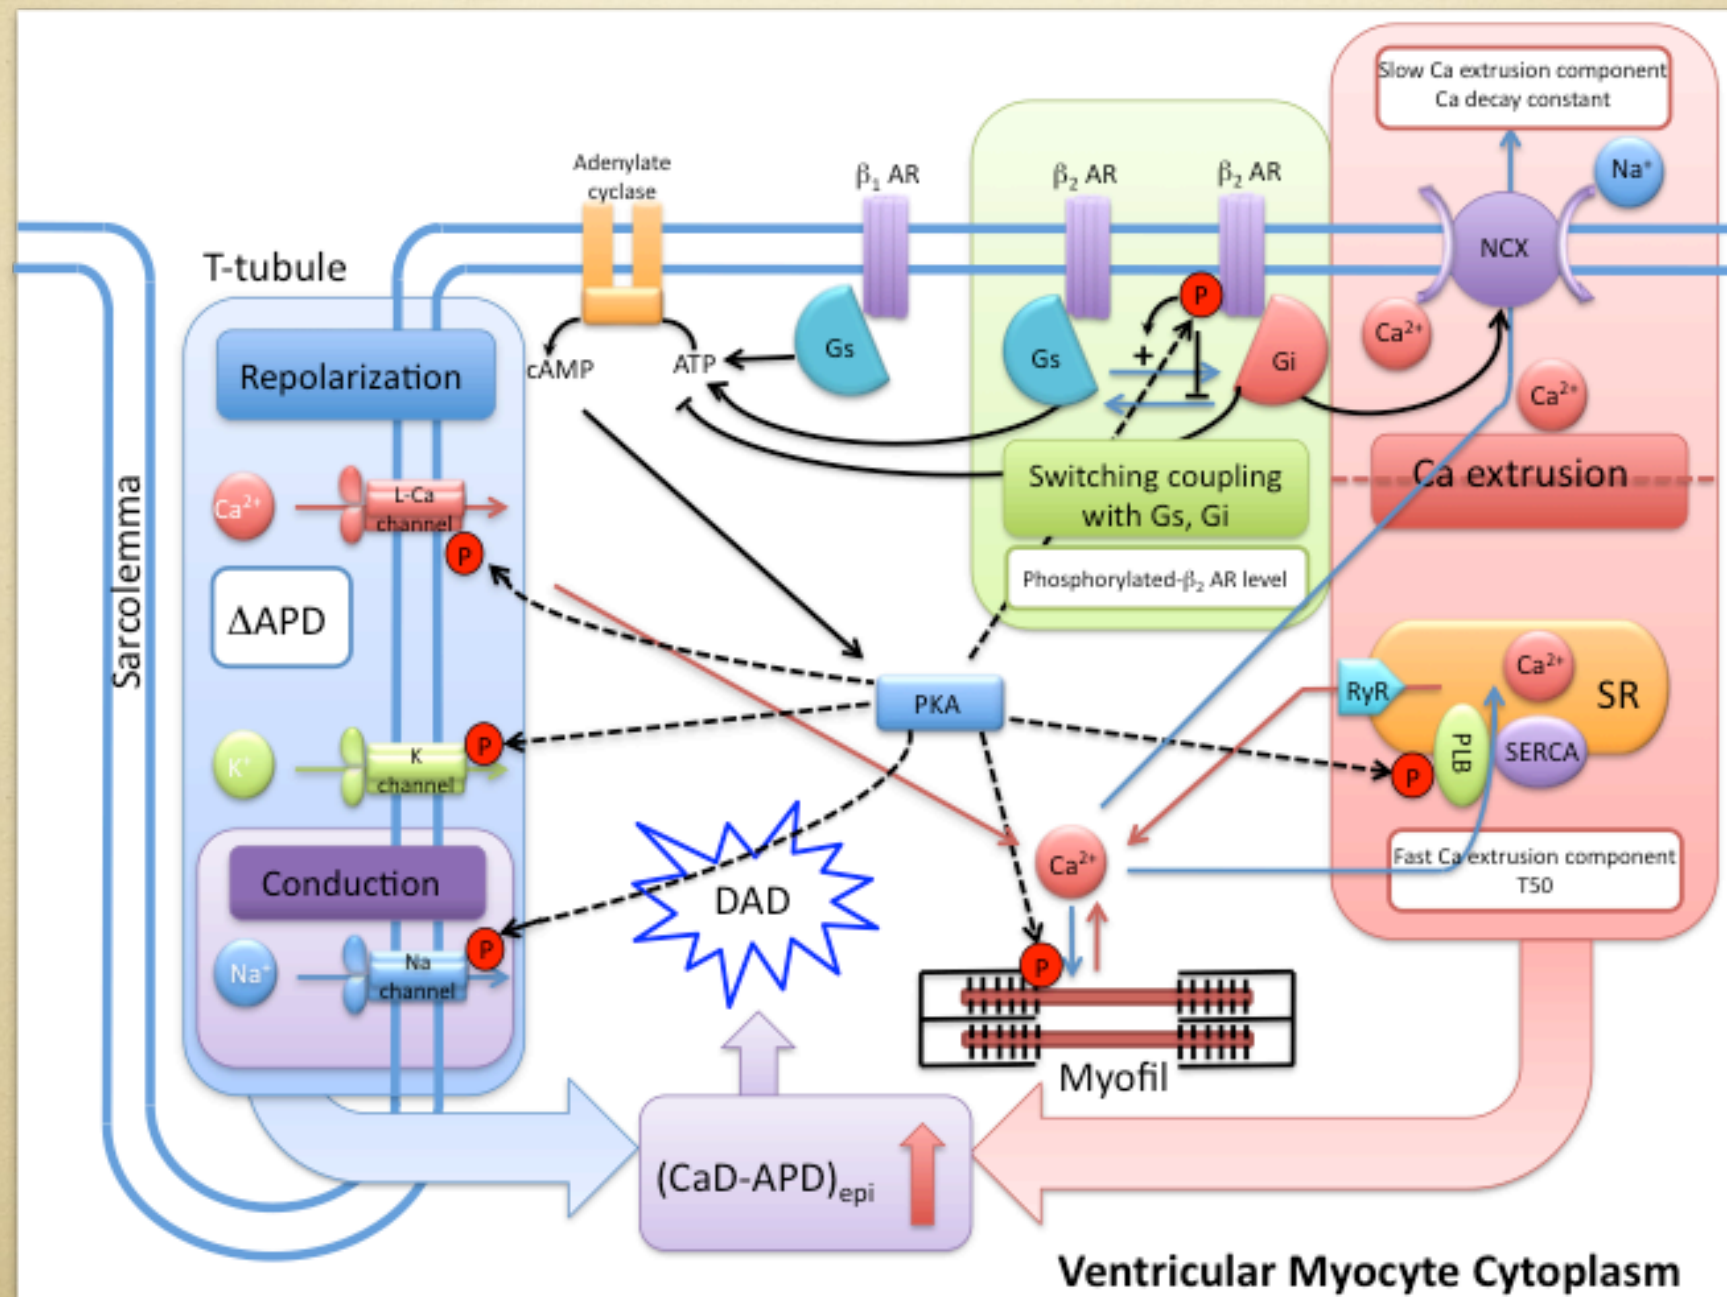 Slow Ca extrusion component
Ca decay constant
Adenylate
cyclase
β₁ AR
β₂ AR
β₂ AR
Na⁺
NCX
T-tubule
P
Gs
Gs
Gi
+
Ca²⁺
Ca²⁺
Repolarization
cAMP
ATP
Switching coupling
with Gs, Gi
Ca extrusion
Phosphorylated-β₂ AR level
Sarcolemma
Ca²⁺
L-Ca
channel
P
ΔAPD
PKA
RyR
Ca²⁺
SR
K⁺
K
channel
P
P
PLB
SERCA
Conduction
DAD
Ca²⁺
Fast Ca extrusion component
T50
Na⁺
Na
channel
P
P
Myofil
(CaD-APD)epi
Ventricular Myocyte Cytoplasm